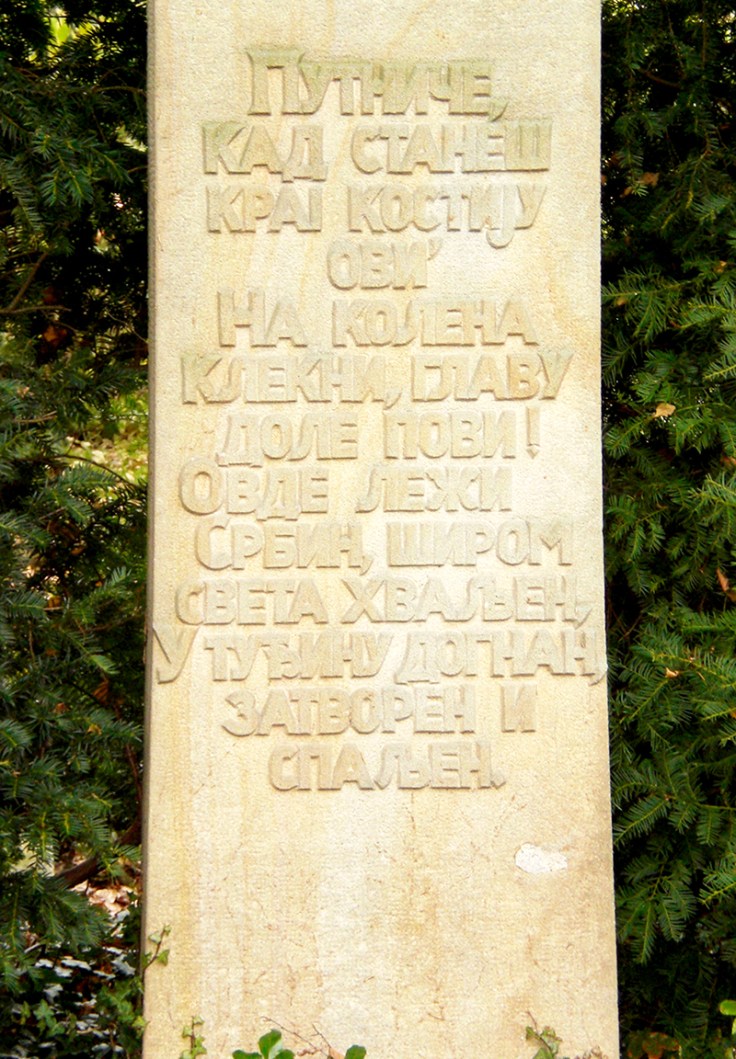 Путниче,
кад станеш
крај костију
ови'
На колена
клекни, главу
доле пови!
Овде лежи
Србин, широм
света хваљен,
У туђину догнан,
затворен и
спаљен.